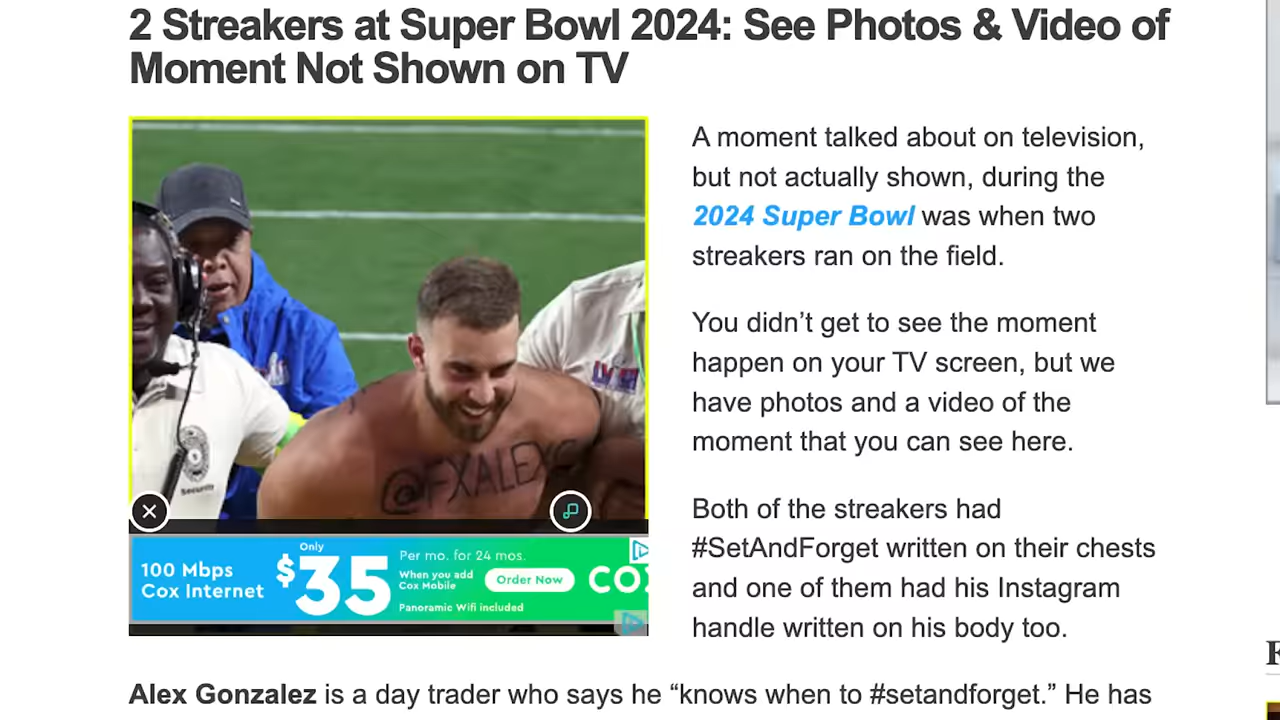 2 Streakers at Super Bowl 2024: See Photos & Video of
Moment Not Shown on TV
A moment talked about on television,
but not actually shown, during the
2024 Super Bowl was when two
streakers ran on the field.
You didn’t get to see the moment
happen on your TV screen, but we
have photos and a video of the
moment that you can see here.
Both of the streakers had
#SetAndForget written on their chests
and one of them had his Instagram
handle written on his body too.
@FXALEXG
Security
100 Mbps
Cox Internet
Only
$35
Per mo. for 24 mos.
When you add
Cox Mobile
Panoramic Wifi included
Order Now
COX
Alex Gonzalez is a day trader who says he “knows when to #setandforget.” He has